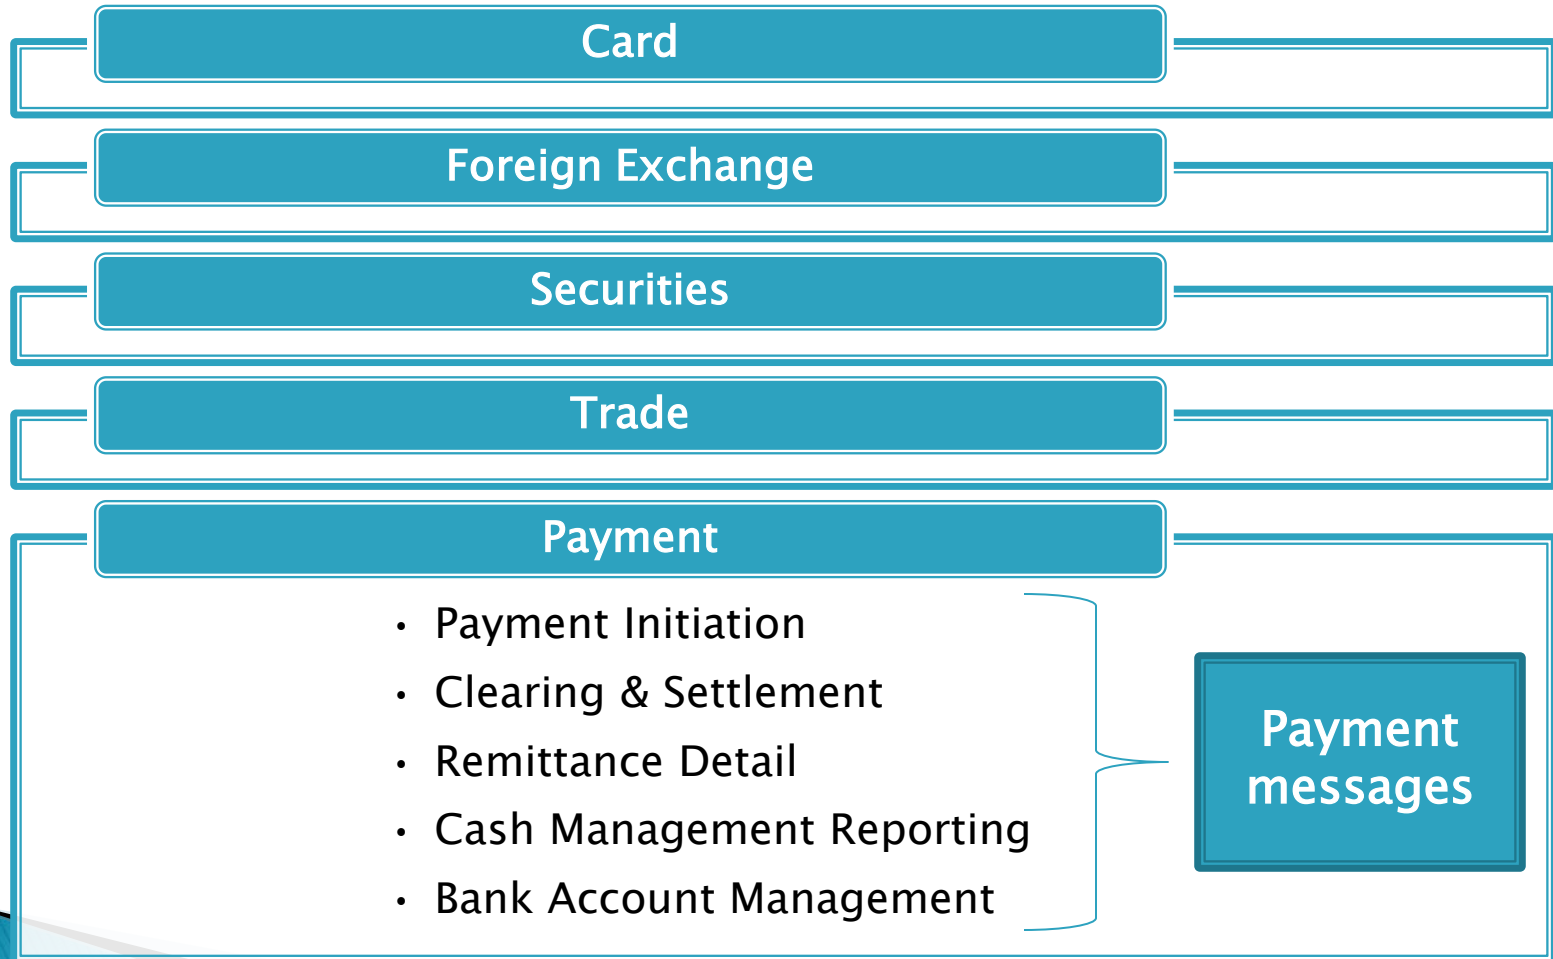 Card
Foreign Exchange
Securities
Trade
Payment
• Payment Initiation
• Clearing & Settlement
• Remittance Detail
• Cash Management Reporting
• Bank Account Management
Payment
messages